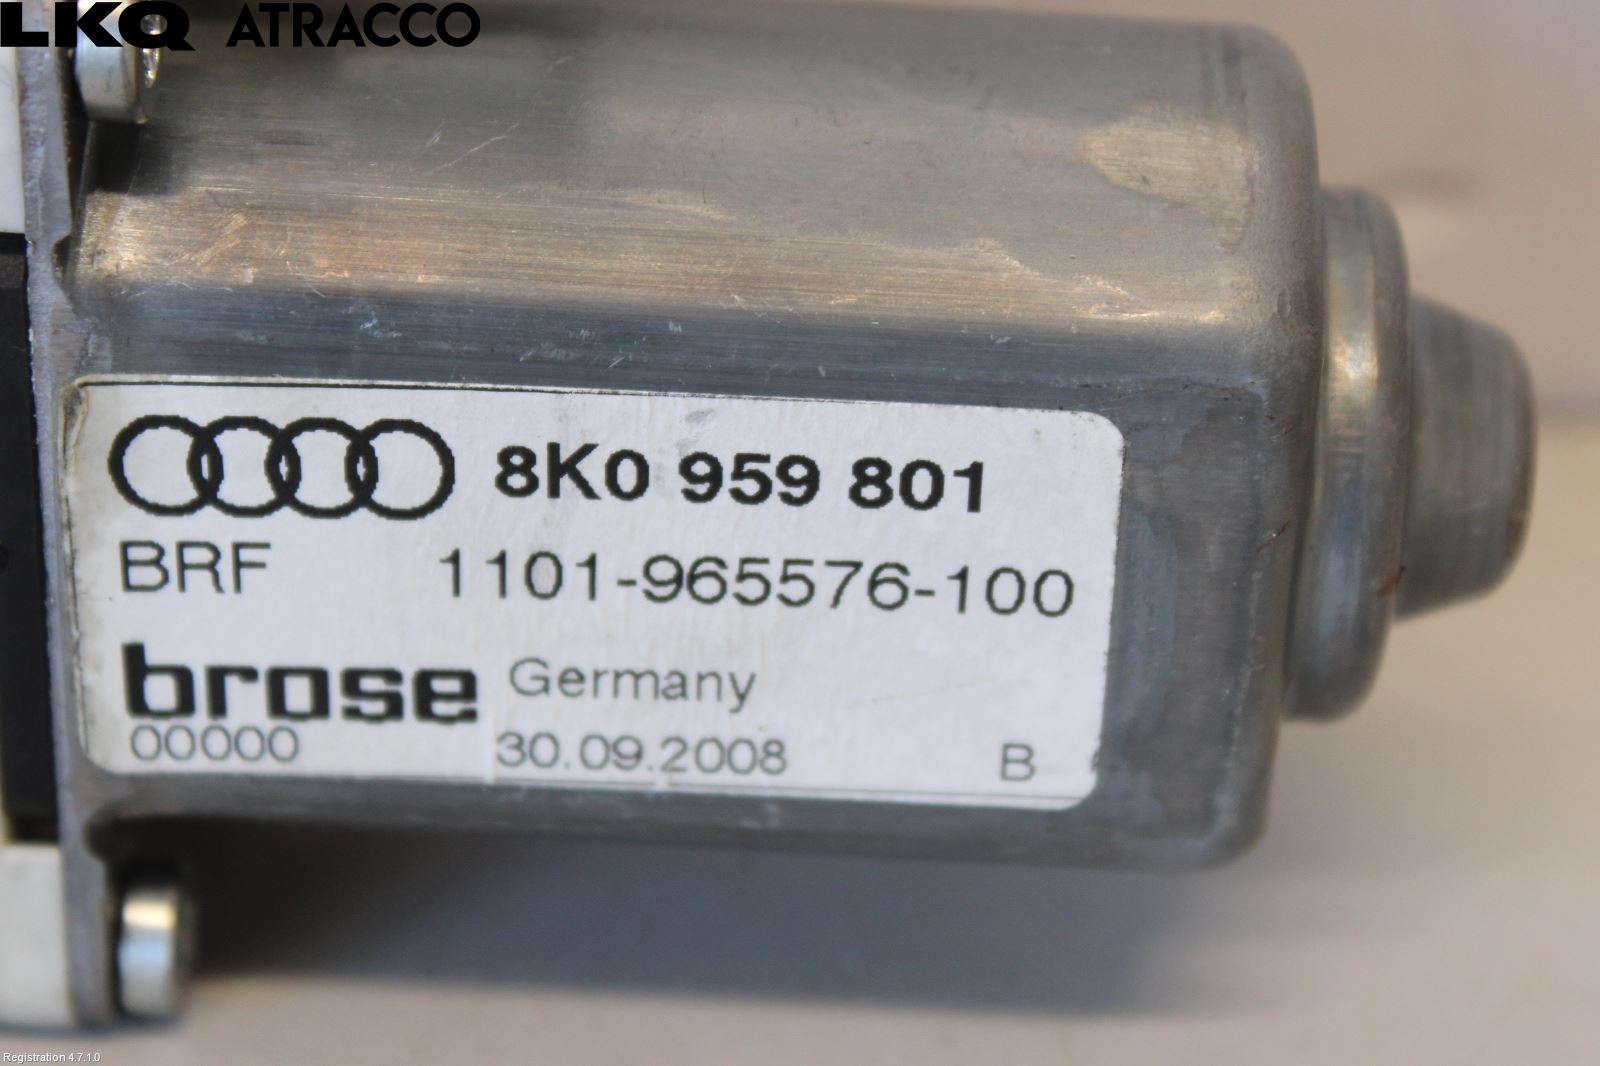 LKQ ATRACCO
8K0 959 801
BRF 1101-965576-100
brose Germany
00000 30.09.2008 B
Registration 4.7.1.0